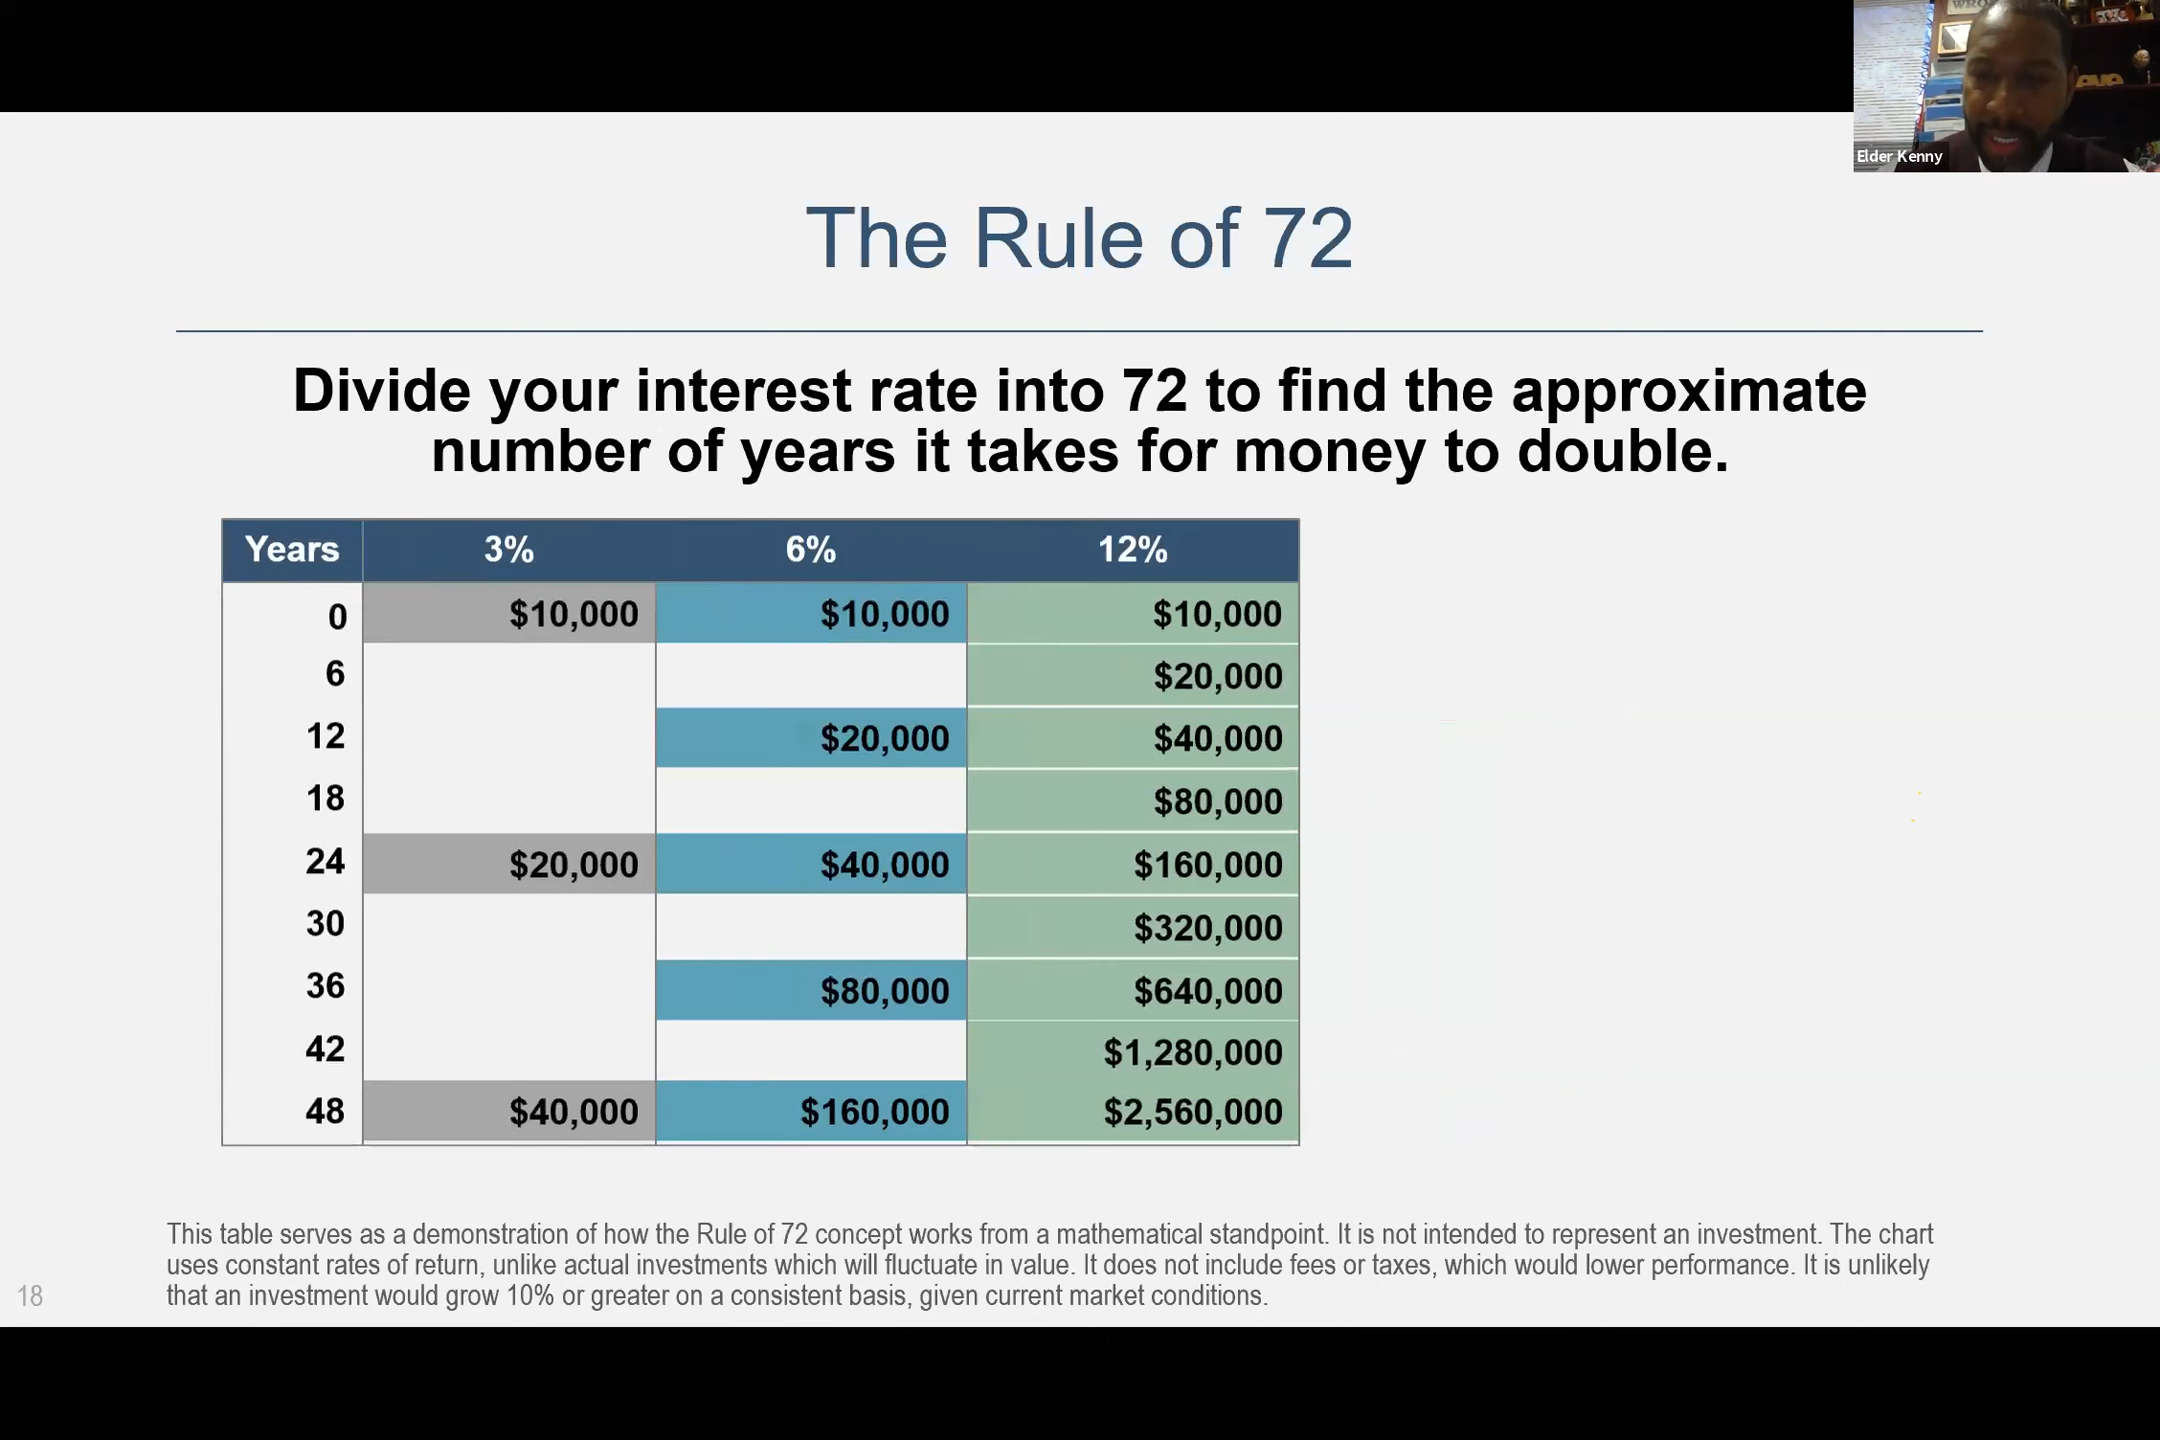 WRO
eve
Elder Kenny
The Rule of 72
Divide your interest rate into 72 to find the approximate
number of years it takes for money to double.
Years 3% 6% 12%
0 $10,000 $10,000 $10,000
6 $20,000
12 $20,000 $40,000
18 $80,000
24 $20,000 $40,000 $160,000
30 $320,000
36 $80,000 $640,000
42 $1,280,000
48 $40,000 $160,000 $2,560,000
This table serves as a demonstration of how the Rule of 72 concept works from a mathematical standpoint. It is not intended to represent an investment. The chart
uses constant rates of return, unlike actual investments which will fluctuate in value. It does not include fees or taxes, which would lower performance. It is unlikely
that an investment would grow 10% or greater on a consistent basis, given current market conditions.
18